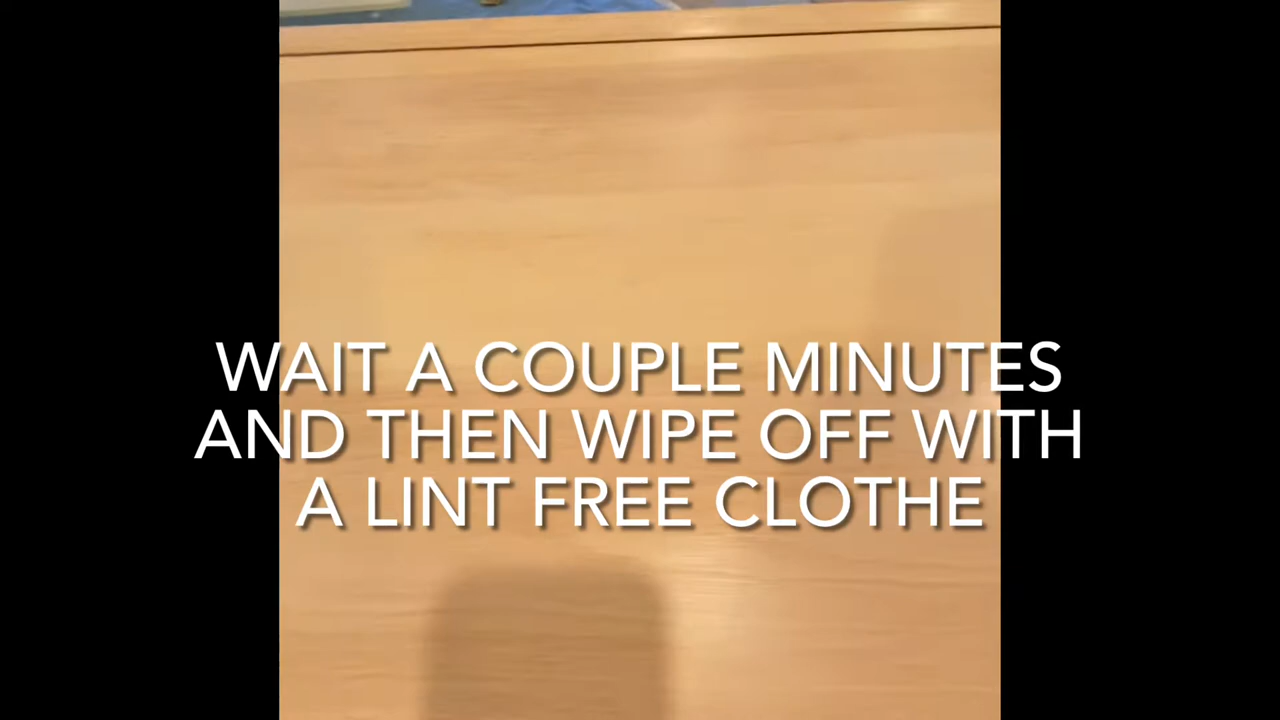 WAIT A COUPLE MINUTES
AND THEN WIPE OFF WITH
A LINT FREE CLOTHE